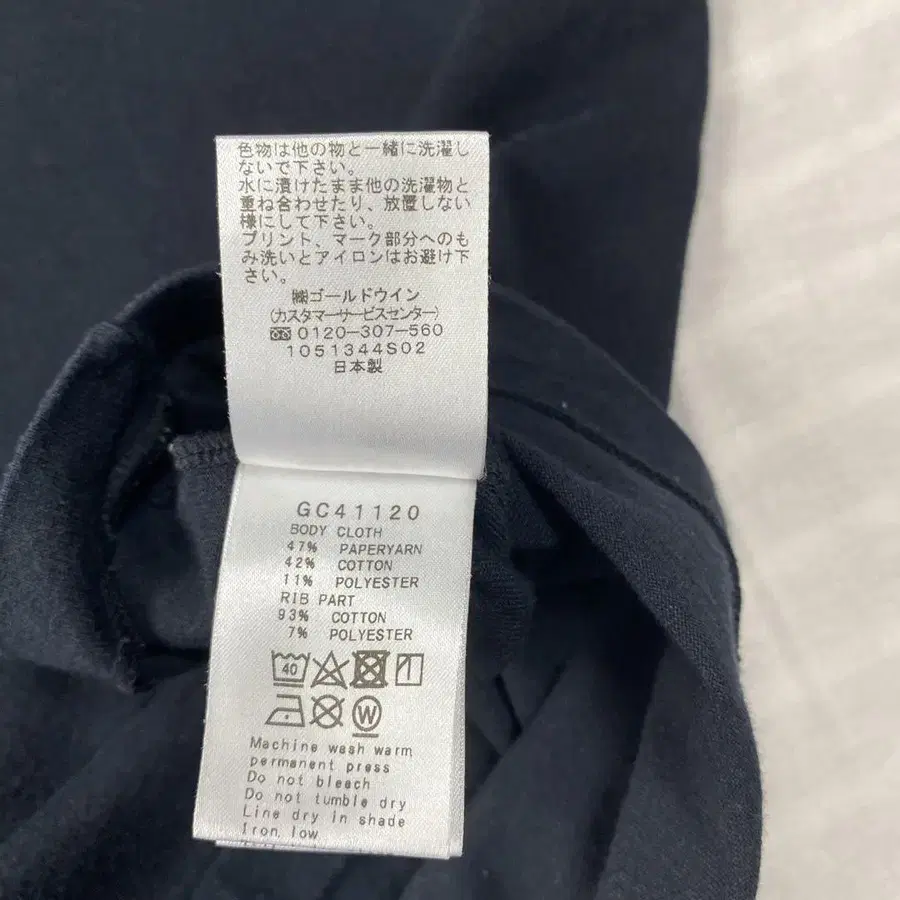 色物は他の物と一緒に洗濯し
ないで下さい。
水に漬けたまま他の洗濯物と
重ね合わせたり、放置しない
様にして下さい。
プリント、マーク部分へのも
み洗いとアイロンはお避け下
さい。
㈱ゴールドウイン
(カスタマーサービスセンター)
0120-307-560
1051344S02
日本製
GC41120
BODY CLOTH
47% PAPERYARN
42% COTTON
11% POLYESTER
RIB PART
93% COTTON
7% POLYESTER
40
W
Machine wash warm
permanent press
Do not bleach
Do not tumble dry
Line dry in shade
Iron low